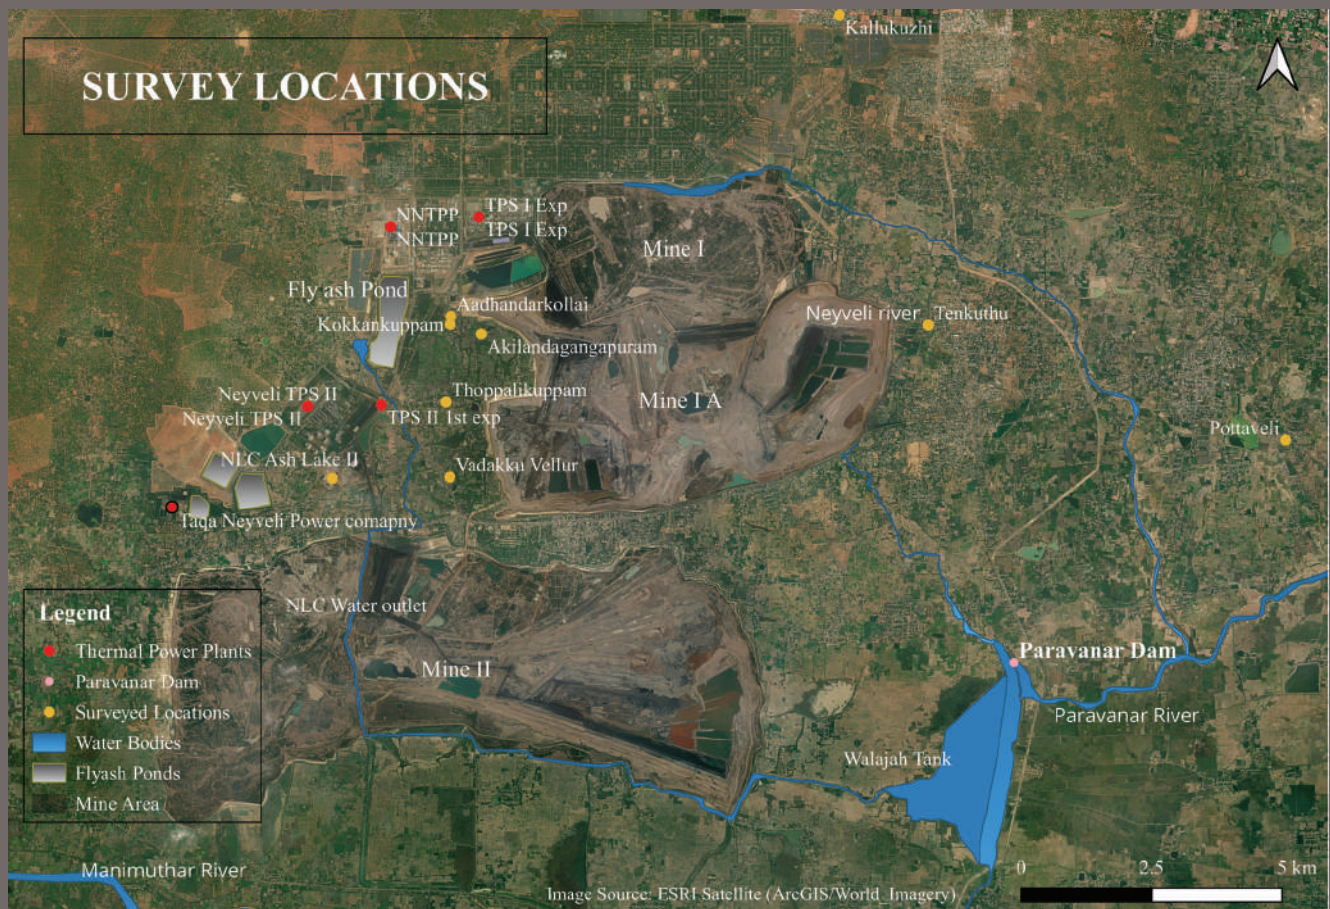 Kallukuzhi
SURVEY LOCATIONS
TPS I Exp
NNTPP
TPS I Exp
NNTPP
Mine I
Fly ash Pond
Aadhandarkollai
Neyveli river
Tenkuthu
Kokkankuppam
Akilandagangapuram
Neyveli TPS II
Thoppalikuppam
Mine I A
Neyveli TPS II
TPS II 1st exp
Pottaveli
NLC Ash Lake II
Vadakku Vellur
Taqa Neyveli Power comapny
NLC Water outlet
Mine II
Paravanar Dam
Paravanar River
Walajah Tank
Legend
Thermal Power Plants
Paravanar Dam
Surveyed Locations
Water Bodies
Flyash Ponds
Mine Area
Manimuthar River
0 2.5 5 km
Image Source: ESRI Satellite (ArcGIS/World_Imagery)